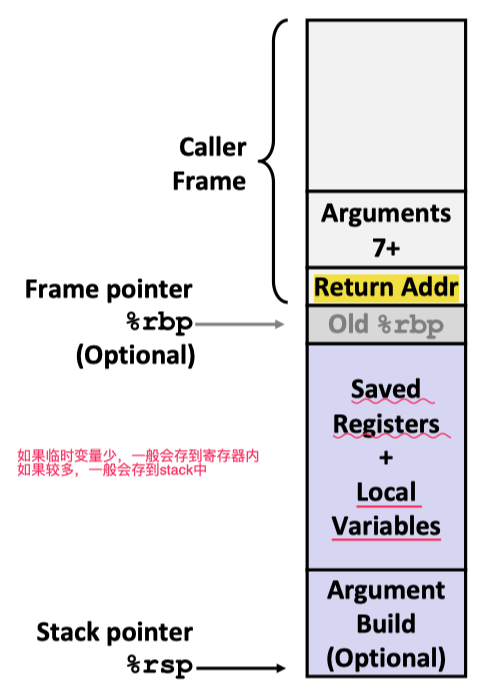 Caller
Frame
Arguments
7+
Return Addr
Frame pointer
%rbp
(Optional)
Old %rbp
Saved
Registers
+
Local
Variables
如果临时变量少，一般会存到寄存器内
如果较多，一般会存到stack中
Argument
Build
(Optional)
Stack pointer
%rsp